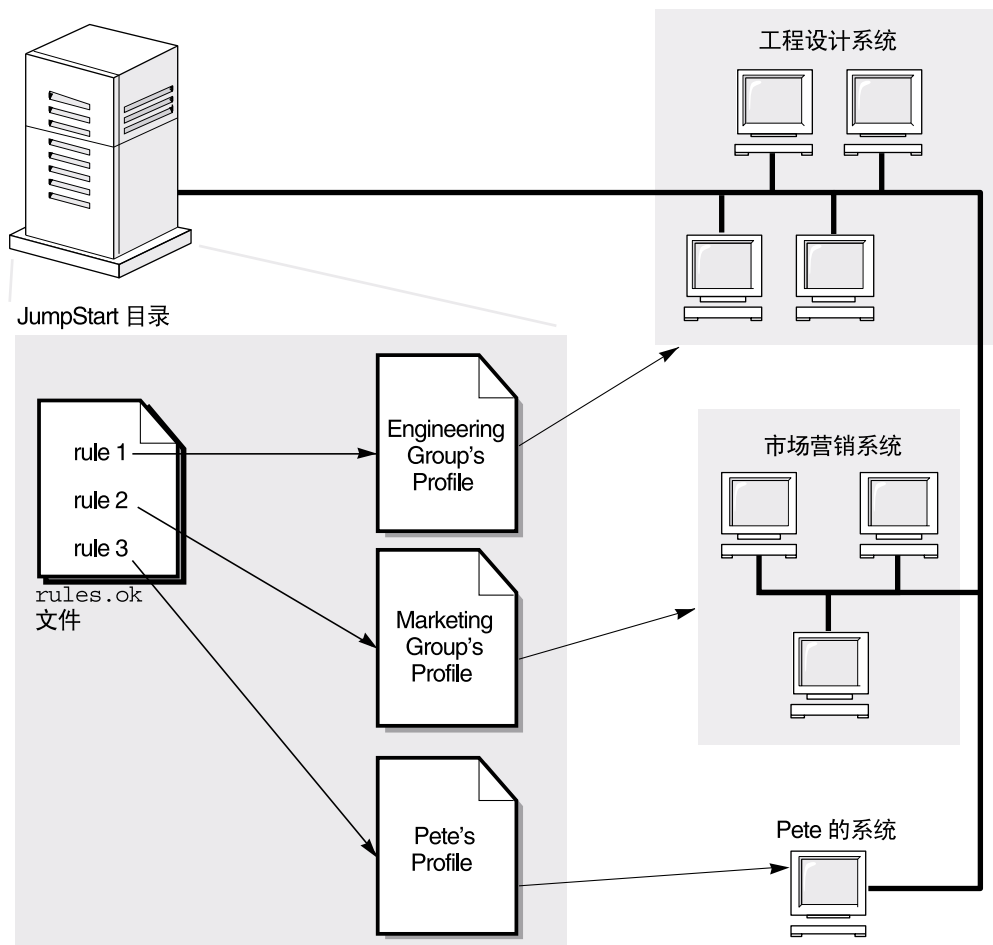 工程设计系统
JumpStart 目录
rule 1
rule 2
rule 3
rules.ok
文件
Engineering
Group's
Profile
Marketing
Group's
Profile
Pete's
Profile
市场营销系统
Pete 的系统